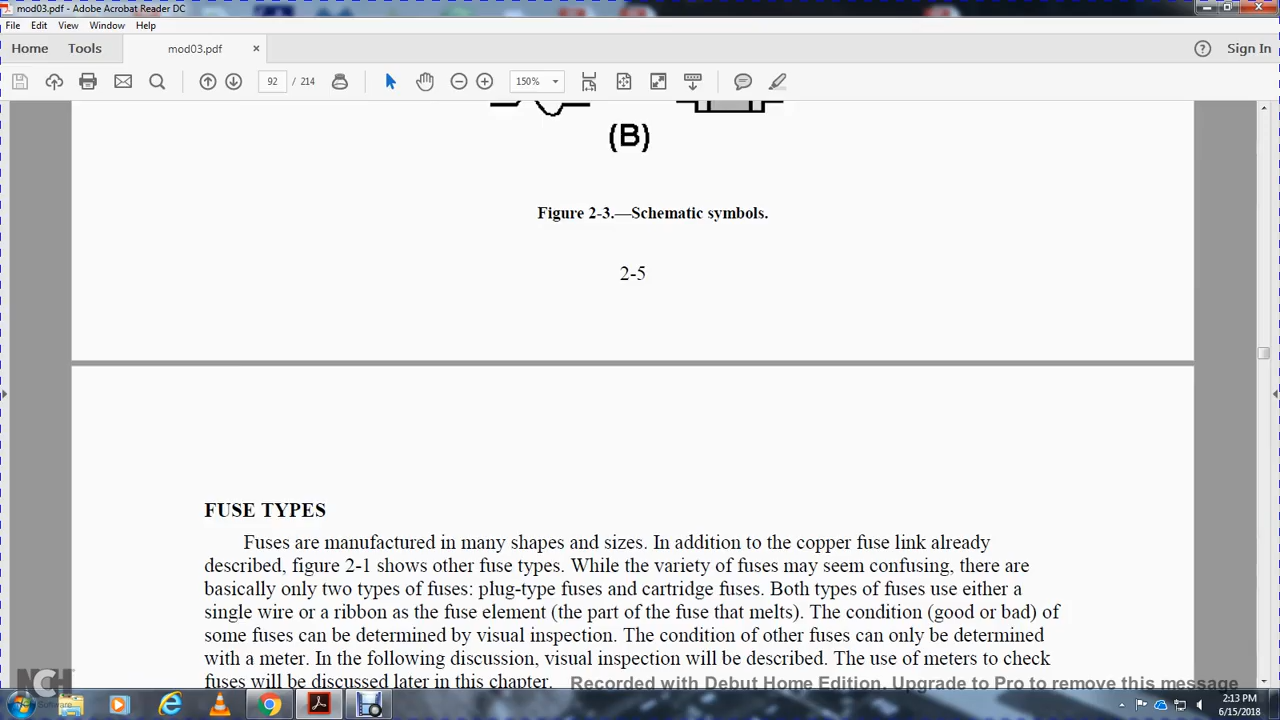 mod03.pdf - Adobe Acrobat Reader DC
File Edit View Window Help
Home Tools mod03.pdf × Sign In
92 / 214 150%
(B)
Figure 2-3.—Schematic symbols.
2-5
FUSE TYPES
Fuses are manufactured in many shapes and sizes. In addition to the copper fuse link already
described, figure 2-1 shows other fuse types. While the variety of fuses may seem confusing, there are
basically only two types of fuses: plug-type fuses and cartridge fuses. Both types of fuses use either a
single wire or a ribbon as the fuse element (the part of the fuse that melts). The condition (good or bad) of
some fuses can be determined by visual inspection. The condition of other fuses can only be determined
with a meter. In the following discussion, visual inspection will be described. The use of meters to check
fuses will be discussed later in this chapter.
Recorded with Debut Home Edition. Upgrade to Pro to remove this message
NCH
Software
2:13 PM
6/15/2018